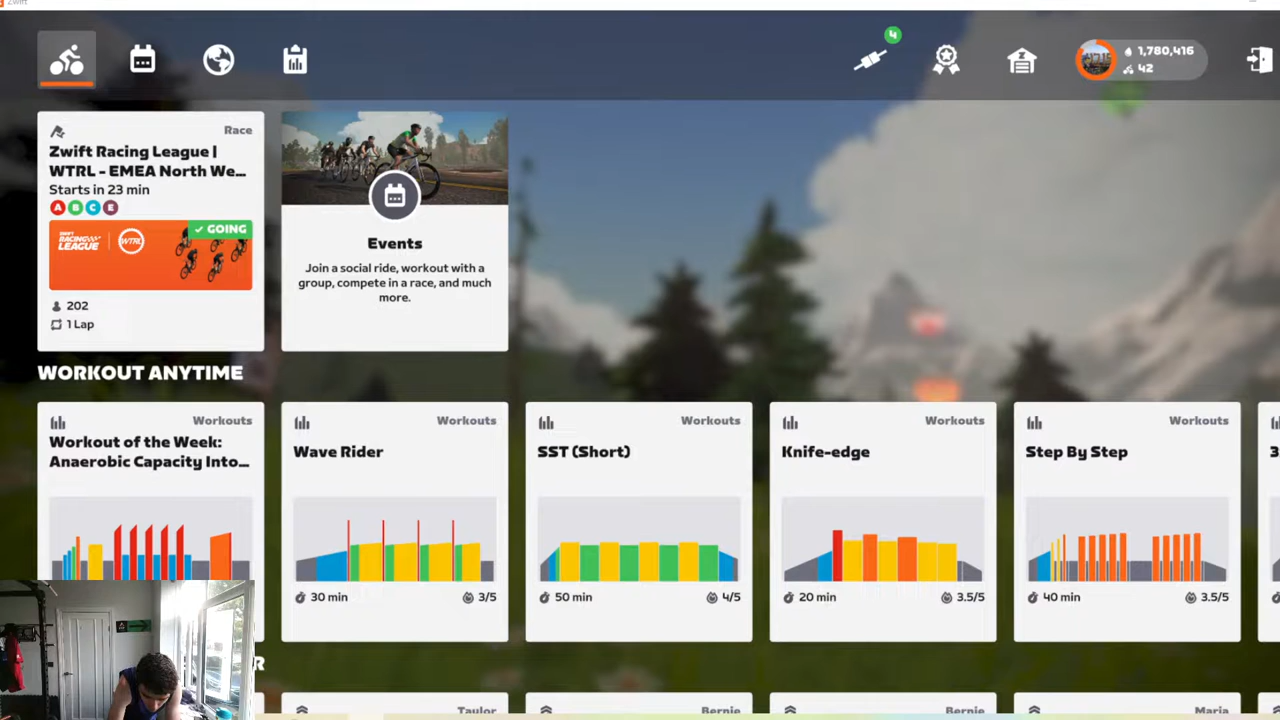 Zwift
4
1,780,416
42
Race
Zwift Racing League |
WTRL - EMEA North We...
Starts in 23 min
A B C E
GOING
ZWIFT
RACING
LEAGUE
WTRL
202
1 Lap
Events
Join a social ride, workout with a
group, compete in a race, and much
more.
WORKOUT ANYTIME
Workouts
Workout of the Week:
Anaerobic Capacity Into...
Workouts
Wave Rider
30 min
3/5
Workouts
SST (Short)
50 min
4/5
Workouts
Knife-edge
20 min
3.5/5
Workouts
Step By Step
40 min
3.5/5
3
R
Taylor
Bernie
Bernie
Maria